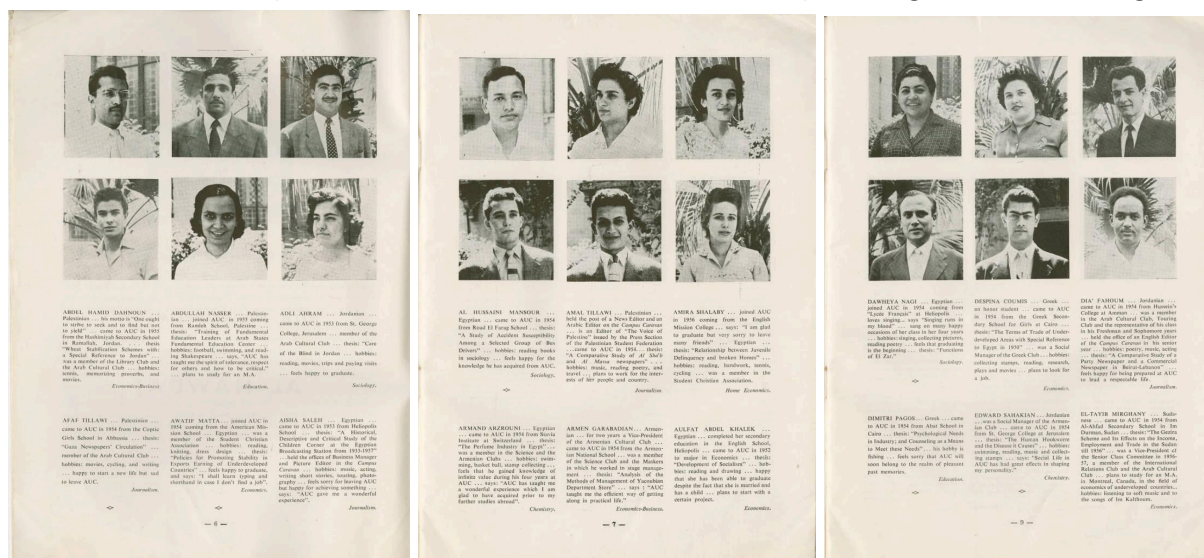 ABDEL HAMID DAHNOUN ...
Palestinian ... his motto is "One ought
to strive to seek and to find but not
to yield" ... came to AUC in 1955
from the Hashimiyah Secondary School
in Ramallah, Jordan. thesis
"Wheat Stabilization Schemes with:
a Special Reference to Jordan"
was a member of the Library Club and
the Arab Cultural Club ... hobbies:
tennis, memorizing proverbs, and
movies.
Economics-Business
ABDULLAH NASSER ... Palestin-
ian ... joined AUC in 1955 coming
from Ramleh School, Palestine ...
thesis: "Training of Fundamental
Education Leaders at Arab States
Fundamental Education Center ...
hobbies: football, swimming, and read-
ing Shakespeare ... says, "AUC has
taught me the spirit of tolerance, respect
for others and how to be critical."
... plans to study for an M.A.
Education.
ADLI AHRAM ... Jordanian ...
came to AUC in 1953 from St. George
College, Jerusalem ... member of the
Arab Cultural Club ... thesis: "Care
of the Blind in Jordan ... hobbies:
reading, movies, trips and paying visits
... feels happy to graduate.
Sociology.
AFAF TILLAWI ... Palestinian ...
came to AUC in 1954 from the Coptic
Girls School in Abbassia ... thesis:
"Gaza Newspapers' Circulation" ...
member of the Arab Cultural Club ...
hobbies: movies, cycling, and writing
... happy to start a new life but sad
to leave AUC.
Journalism.
AWATIF MATTA ... joined AUC in
1954 coming from the American Mis-
sion School ... Egyptian ... was a
member of the Student Christian
Association ... hobbies: reading,
knitting, dress design ... thesis:
"Policies for Promoting Stability in
Exports Earning of Underdeveloped
Countries" ... feels happy to graduate,
and says: "I shall learn typing and
shorthand in case I don't find a job".
Economics.
AISHA SALEH ... Egyptian ...
came to AUC in 1953 from Heliopolis
School ... thesis: "A Historical,
Descriptive and Critical Study of the
Children Corner at the Egyptian
Broadcasting Station from 1953-1957"
... held the offices of Business Manager
and Picture Editor in the Campus
Caravan ... hobbies: music, acting,
writing short stories, touring, photo-
graphy ... feels sorry for leaving AUC
but happy for achieving something ...
says: "AUC gave me a wonderful
experience".
Journalism.
— 6 —
AL HUSSAINI MANSOUR ...
Egyptian ... came to AUC in 1954
from Road El Farag School ... thesis:
"A Study of Accident Susceptibility
Among a Selected Group of Bus
Drivers" ... hobbies: reading books
in sociology ... feels happy for the
knowledge he has acquired from AUC.
Sociology.
AMAL TILLAWI ... Palestinian ...
held the post of a News Editor and an
Arabic Editor on the Campus Caravan
... is an Editor of "The Voice of
Palestine" issued by the Press Section
of the Palestinian Student Federation
... came to AUC in 1954... thesis:
"A Comparative Study of Al Sha'b
and Al Massa newspapers" ...
hobbies: music, reading poetry, and
travel ... plans to work for the inter-
ests of her people and country.
Journalism
AMIRA SHALABY ... joined AUC
in 1956 coming from the English
Mission College ... says: "I am glad
to graduate but very sorry to leave
many friends" ... Egyptian ...
thesis: "Relationship between Juvenile
Delinquency and broken Homes" ...
hobbies: reading, handwork, tennis,
cycling ... was a member in the
Student Christian Association.
Home Economics.
ARMAND ARZROUNI ... Egyptian
... came to AUC in 1954 from Stavia
Institute at Switzerland ... thesis:
"The Perfume Industry in Egypt" ...
was a member in the Science and the
Armenian Clubs ... hobbies: swim-
ming, basket ball, stamp collecting ...
feels that he gained knowledge of
infinite value during his four years at
AUC ... says: "AUC has taught me
a wonderful experience which I am
glad to have acquired prior to my
further studies abroad".
Chemistry.
ARMEN GARABADIAN... Armen-
ian ... for two years a Vice-President
of the Armenian Cultural Club ...
came to AUC in 1954 from the Armen-
ian National School ... was a member
of the Science Club and the Maskers
in which he worked in stage manage-
ment ... thesis: "Analysis of the
Methods of Management of Yacoubian
Department Store" ... says : "AUC
taught me the efficient way of getting
along in practical life."
Economics-Business.
AULFAT ABDEL KHALEK ...
Egyptian ... completed her secondary
education in the English School,
Heliopolis ... came to AUC in 1952
to major in Economics ... thesis:
"Development of Socialism" ... hob-
bies: reading and drawing ... happy
that she has been able to graduate
despite the fact that she is married and
has a child ... plans to start with a
certain project.
Economics.
— 7 —
DAWHEYA NAGI ... Egyptian ...
joined AUC in 1954 coming from
"Lycée Français" at Heliopolis ...
loves singing... says "Singing runs in
my blood" ... sang on many happy
occasions of her stay in her four years
... hobbies: singing, collecting pictures,
reading poetry ... feels that graduating
is the beginning ... thesis: "Functions
of El Zar."
Sociology.
DESPINA COUMIS ... Greek ...
an honor student ... came to AUC
in 1954 from the Greek Secon-
dary School for Girls at Cairo ...
thesis: "The Terms of Trade of Under-
developed Areas with Special Reference
to Egypt in 1950" ... was a Social
Manager of the Greek Club ... hobbies:
collecting stamps, reading, research,
plays and movies ... plans to look for
a job.
Economics.
DIA' FAHOUM ... Jordanian ...
came to AUC in 1954 from Hussein's
College at Amman ... was a member
in the Arab Cultural Club, Touring
Club and the representative of his class
in his Freshman and Sophomore years
... held the office of an English Editor
of the Campus Caravan in his senior
year ... hobbies: poetry, music, acting
... thesis: "A Comparative Study of a
Party Newspaper and a Commercial
Newspaper in Beirut-Lebanon" ...
feels happy for being prepared at AUC
to lead a respectable life.
Journalism.
DIMITRI PAGOS ... Greek ... came
to AUC in 1954 from Abet School in
Cairo ... thesis: "Psychological Needs
in Industry; and Counseling as a Means
to Meet these Needs" ... his hobby is
fishing ... feels sorry that AUC will
soon belong to the realm of pleasant
past memories.
Education.
EDWARD SAHAKIAN ... Jordanian
... was a Social Manager of the Armen-
ian Club ... came to AUC in 1954
from St. George College at Jerusalem
... thesis: "The Human Hookworm
and the Disease it Causes" ... hobbies:
swimming, reading, music and collect-
ing stamps ... says: "Social Life in
AUC has had great effects in shaping
my personality."
Chemistry.
EL-TAYIB MIRGHANY ... Suda-
nese ... came to AUC in 1954 from
Al-Ahfad Secondary School in Im
Durman, Sudan ... thesis: "The Gezira
Scheme and Its Effects on the Income,
Employment and Trade in the Sudan
till 1956" ... was a Vice-President of
the Senior Class Committee in 1956-
57, a member of the International
Relations Club and the Arab Cultural
Club ... plans to study for an M.A.
in Montreal, Canada, in the field of
economics of underdeveloped countries...
hobbies: listening to soft music and to
the songs of Im Kalthoum.
Economics.
— 9 —